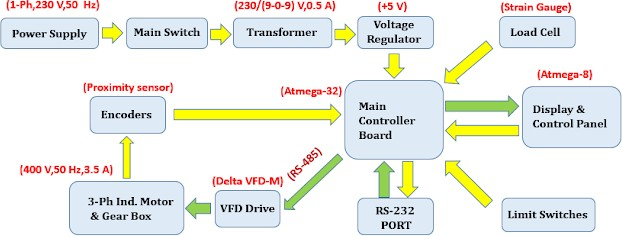 (1-Ph,230 V,50 Hz)
Power Supply
Main Switch
(230/(9-0-9) V,0.5 A)
Transformer
(+5 V)
Voltage
Regulator
(Strain Gauge)
Load Cell
(Proximity sensor)
Encoders
(Atmega-32)
Main
Controller
Board
(Atmega-8)
Display &
Control Panel
(400 V,50 Hz,3.5 A)
3-Ph Ind. Motor
& Gear Box
(Delta VFD-M)
VFD Drive
(RS-485)
RS-232
PORT
Limit Switches